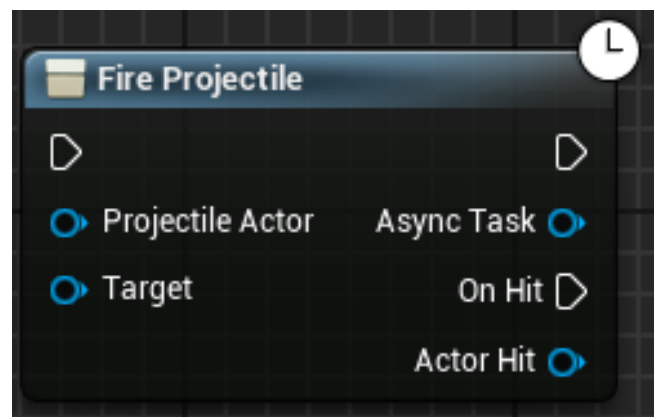 Fire Projectile
Projectile Actor Async Task
Target On Hit
Actor Hit